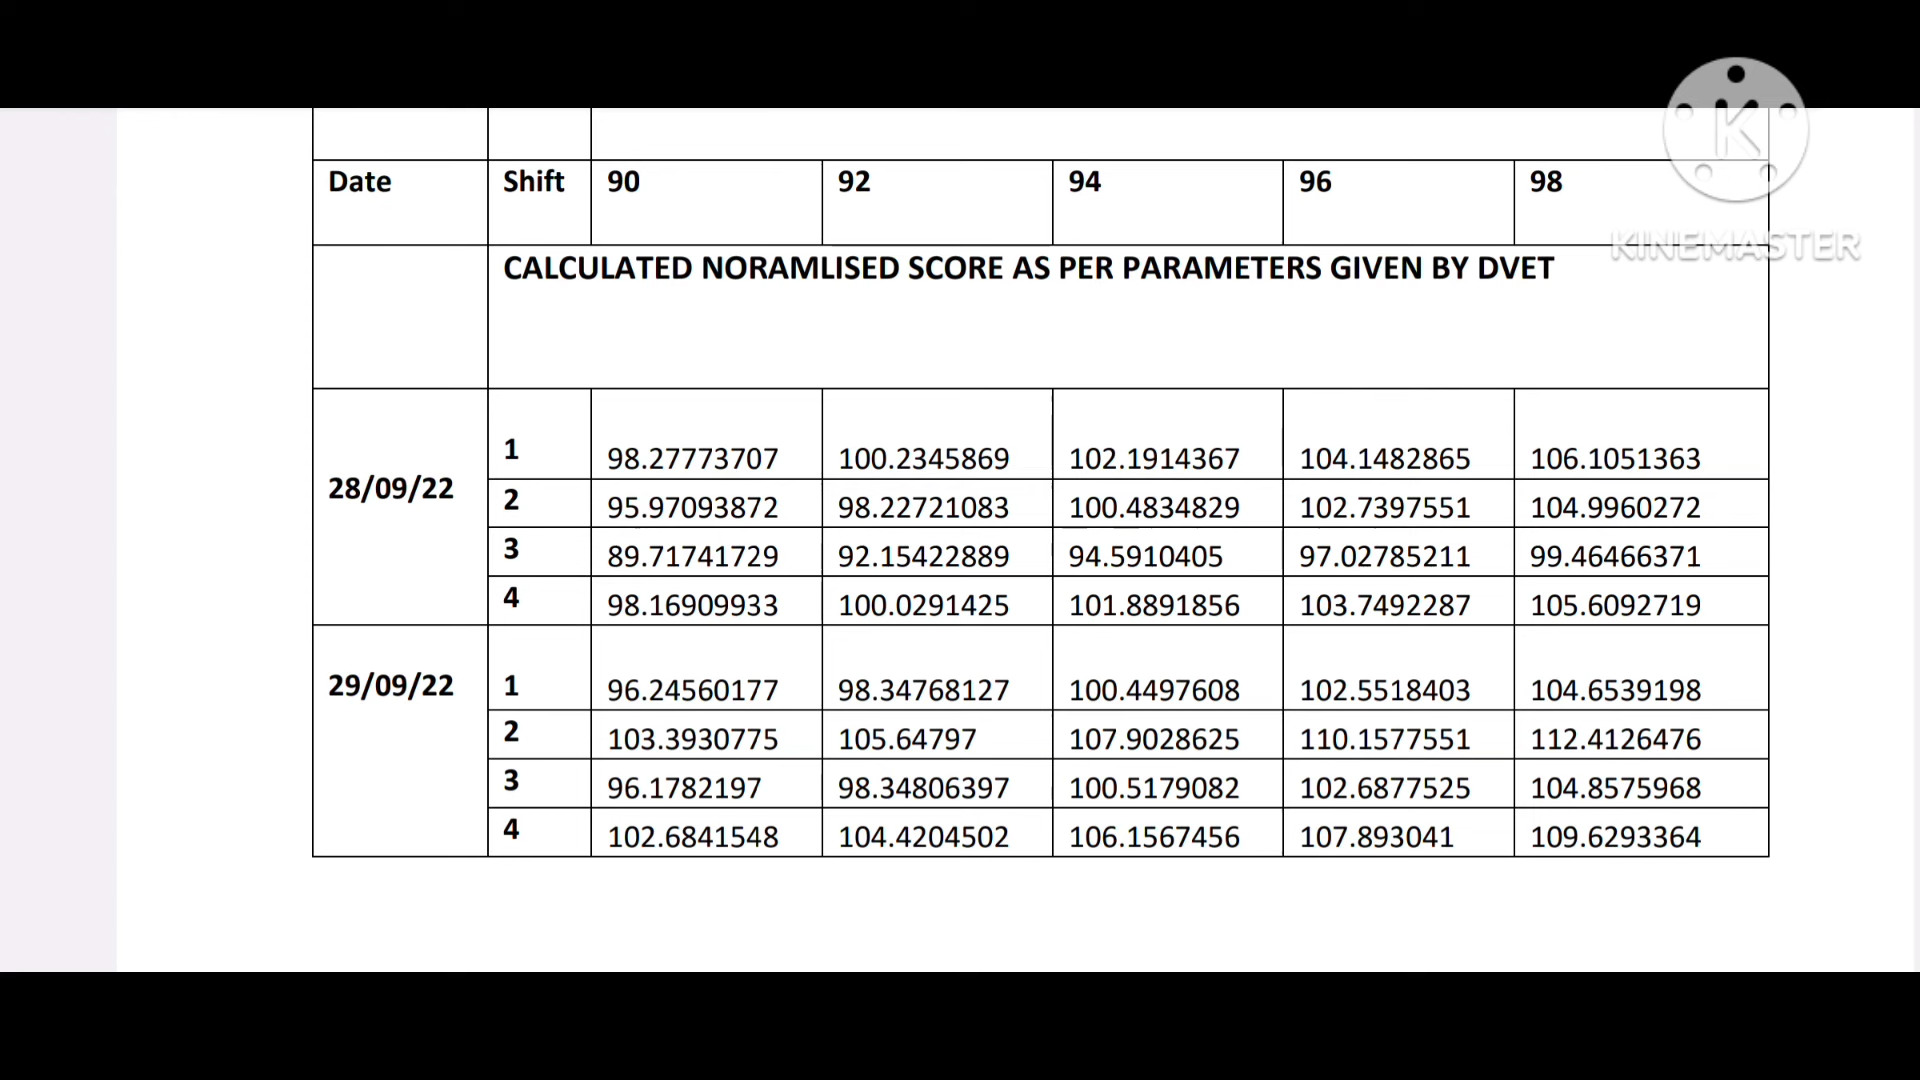 Date Shift 90 92 94 96 98
CALCULATED NORAMLISED SCORE AS PER PARAMETERS GIVEN BY DVET
28/09/22 1 98.27773707 100.2345869 102.1914367 104.1482865 106.1051363
2 95.97093872 98.22721083 100.4834829 102.7397551 104.9960272
3 89.71741729 92.15422889 94.5910405 97.02785211 99.46466371
4 98.16909933 100.0291425 101.8891856 103.7492287 105.6092719
29/09/22 1 96.24560177 98.34768127 100.4497608 102.5518403 104.6539198
2 103.3930775 105.64797 107.9028625 110.1577551 112.4126476
3 96.1782197 98.34806397 100.5179082 102.6877525 104.8575968
4 102.6841548 104.4204502 106.1567456 107.893041 109.6293364
K
KINEMASTER